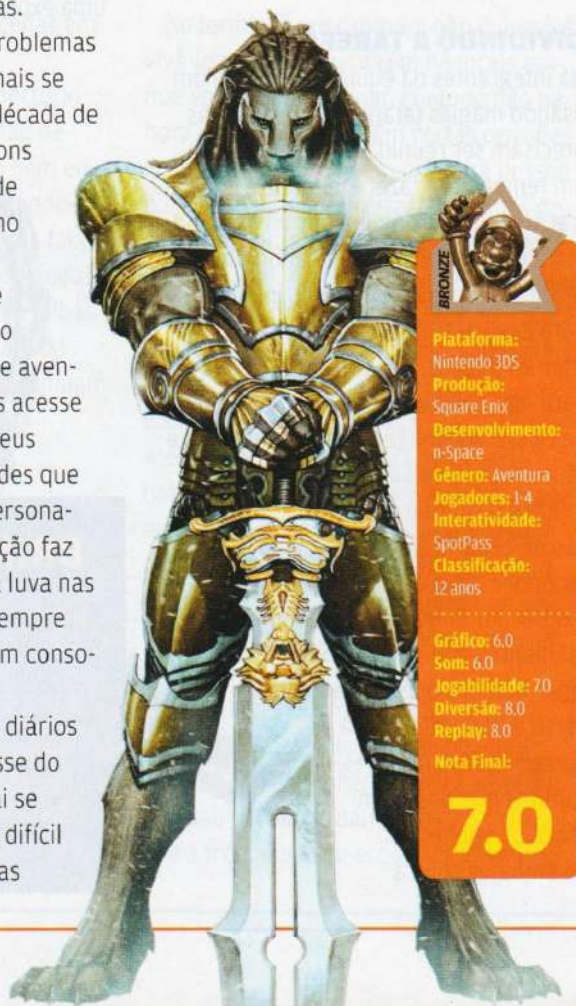 as.
roblemas
nais se
década de
ons
de
no
e
o
e aven-
s acesse
eus
des que
ersona-
ção faz
a luva nas
empre
m conso-
diários
sse do
ai se
difícil
as
BRONZE
Plataforma:
Nintendo 3DS
Produção:
Square Enix
Desenvolvimento:
n-Space
Gênero: Aventura
Jogadores: 1-4
Interatividade:
SpotPass
Classificação:
12 anos
Gráfico: 6.0
Som: 6.0
Jogabilidade: 7.0
Diversão: 8.0
Replay: 8.0
Nota Final:
7.0